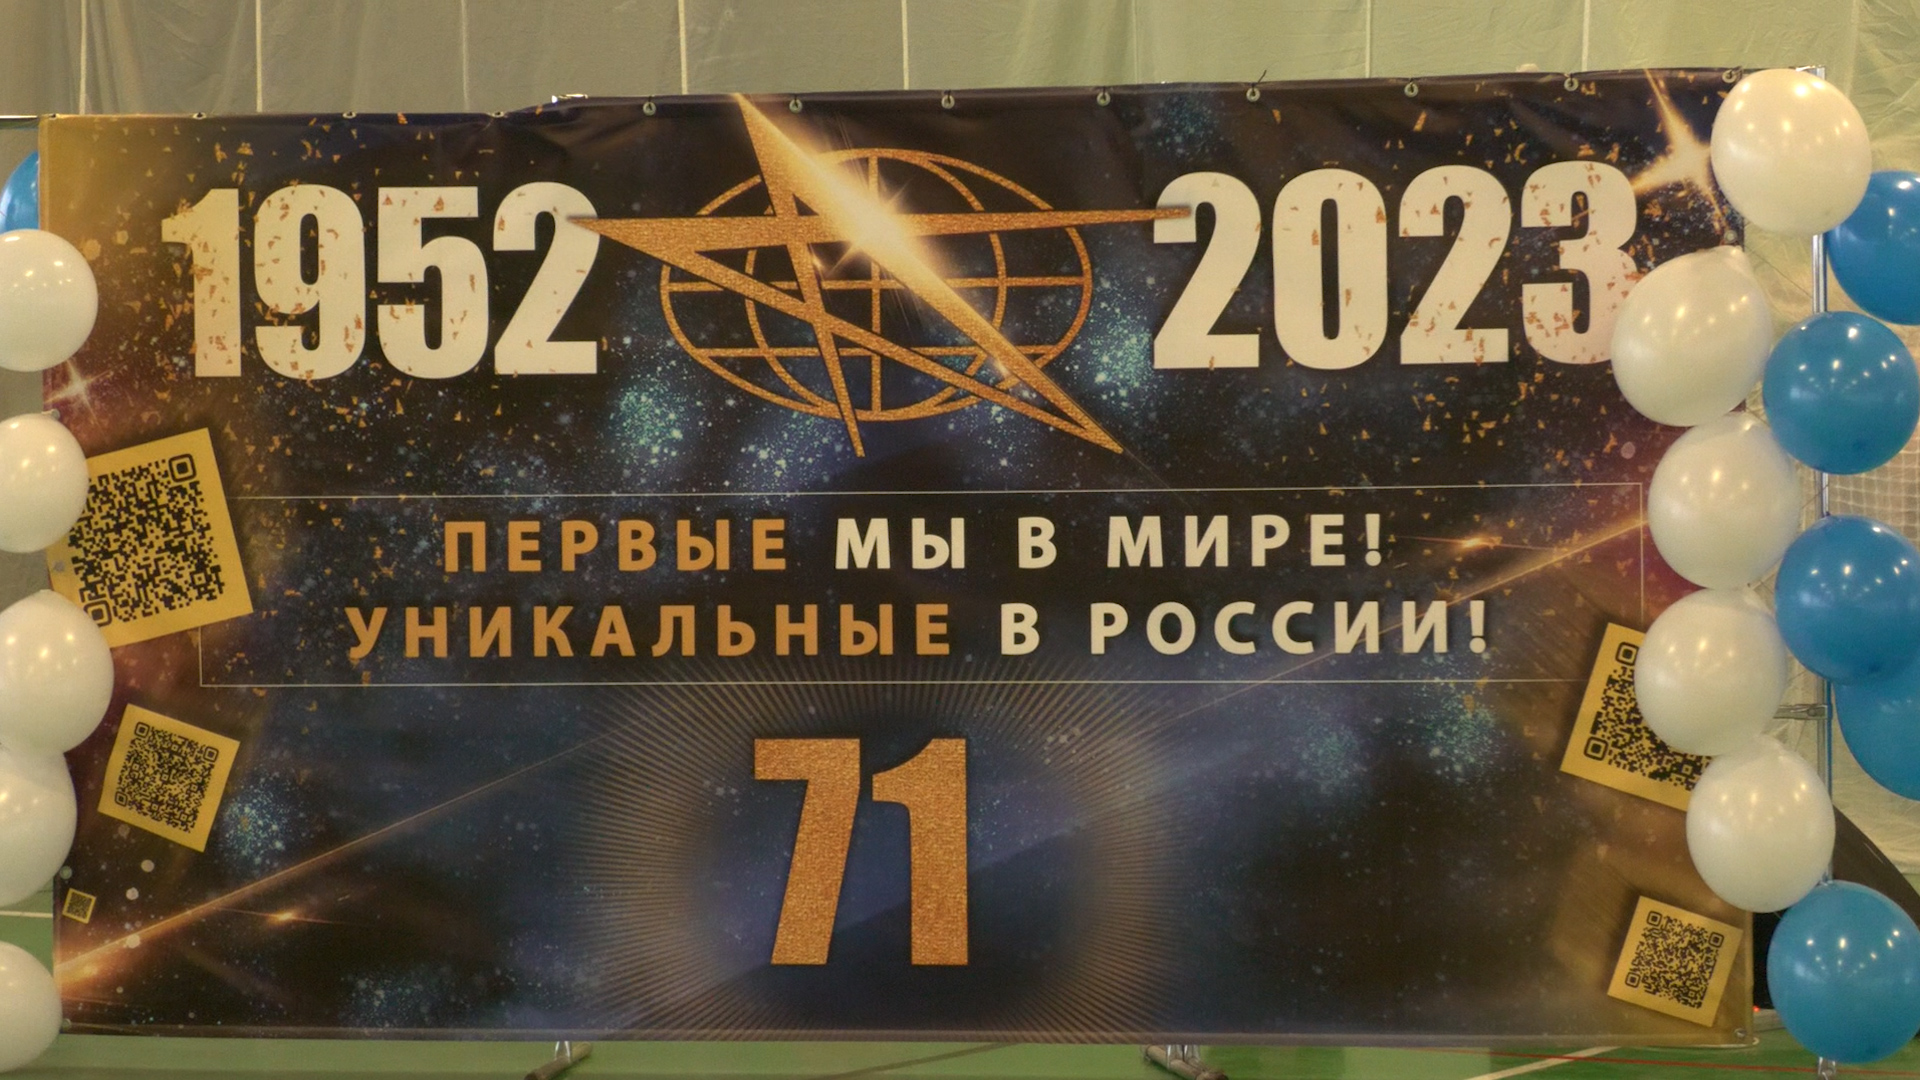 1952 2023
ПЕРВЫЕ МЫ В МИРЕ!
УНИКАЛЬНЫЕ В РОССИИ!
71